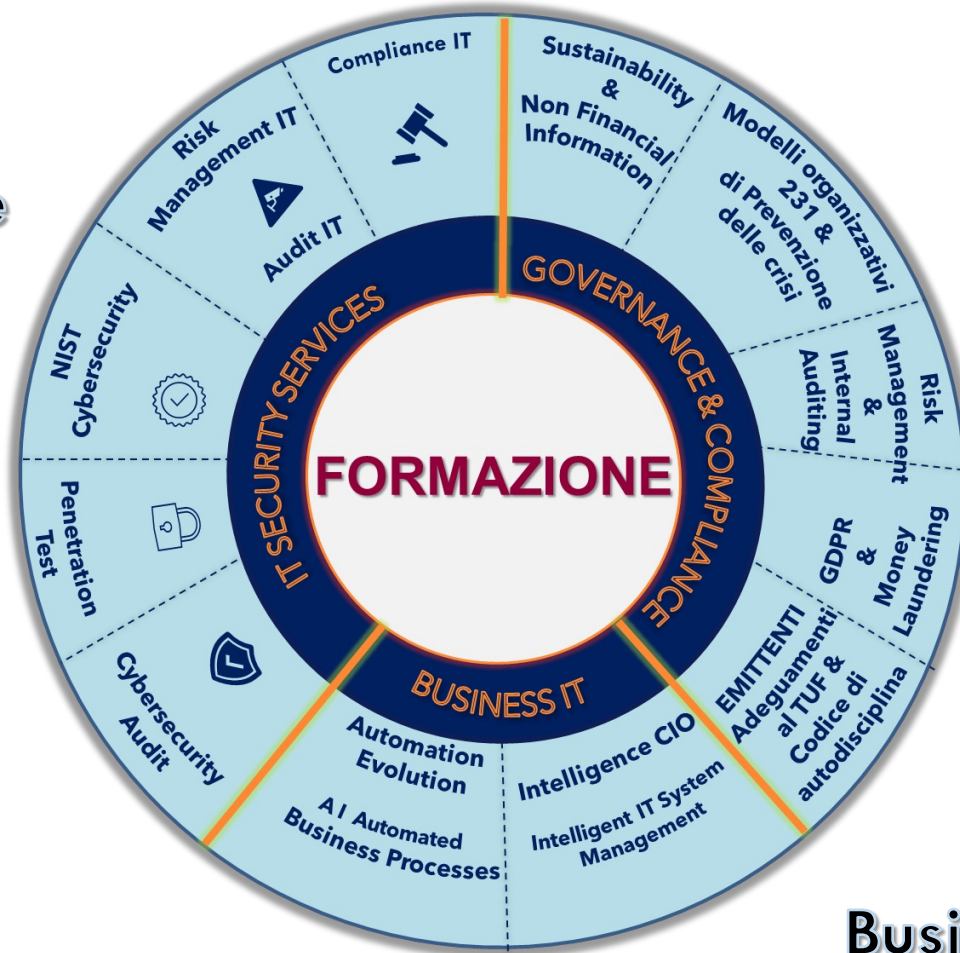 Compliance IT
Sustainability
&
Non Financial
Information
Modelli organizzativi
231 &
di Prevenzione
delle crisi
Risk
Management
&
Internal
Auditing
GDPR
&
Money
Laundering
EMITTENTI
Adeguamenti
al TUF &
Codice di
autodisciplina
Intelligence CIO
Intelligent IT System
Management
Automation
Evolution
AI Automated
Business Processes
Cybersecurity
Audit
Penetration
Test
NIST
Cybersecurity
Risk
Management IT
Audit IT
IT SECURITY SERVICES
GOVERNANCE & COMPLIANCE
BUSINESS IT
FORMAZIONE
Busi